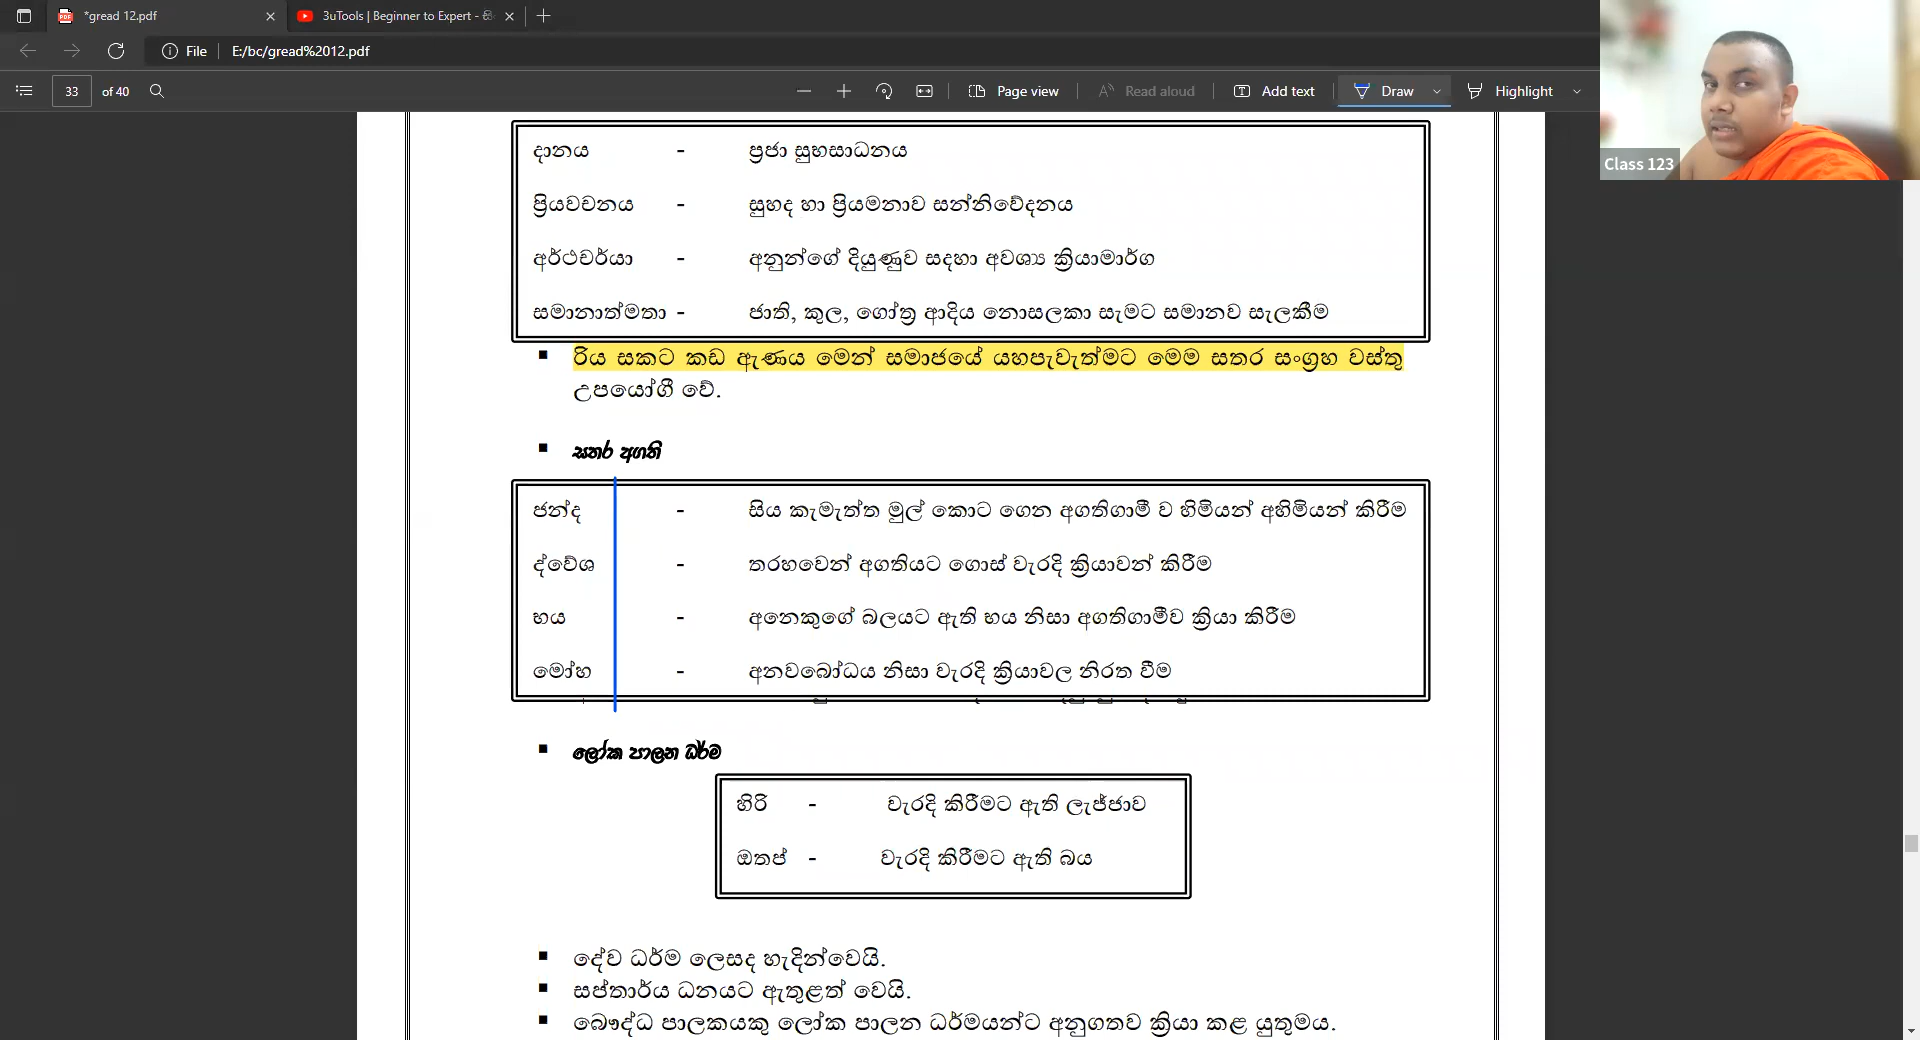 *gread 12.pdf
3uTools | Beginner to Expert - සි
File
E:/bc/gread%2012.pdf
33 of 40
Page view
Read aloud
Add text
Draw
Highlight
Class 123
දානය - ප්‍රජා සුභසාධනය
ප්‍රියවචනය - සුහද හා ප්‍රියමනාව සන්නිවේදනය
අර්ථචර්යා - අනුන්ගේ දියුණුව සදහා අවශ්‍ය ක්‍රියාමාර්ග
සමානාත්මතා - ජාති, කුල, ගෝත්‍ර ආදිය නොසලකා සැමට සමානව සැලකීම
▪ රිය සකට කඩ ඇණය මෙන් සමාජයේ යහපැවැත්මට මෙම සතර සංග්‍රහ වස්තු
උපයෝගී වේ.
▪ සතර අගති
ජන්ද - සිය කැමැත්ත මුල් කොට ගෙන අගතිගාමී ව හිමියන් අහිමියන් කිරීම
ද්වේශ - තරහවෙන් අගතියට ගොස් වැරදි ක්‍රියාවන් කිරීම
භය - අනෙකුගේ බලයට ඇති භය නිසා අගතිගාමීව ක්‍රියා කිරීම
මෝහ - අනවබෝධය නිසා වැරදි ක්‍රියාවල නිරත වීම
▪ ලෝක පාලන ධර්ම
හිරි - වැරදි කිරීමට ඇති ලැජ්ජාව
ඔතප් - වැරදි කිරීමට ඇති බය
▪ දේව ධර්ම ලෙසද හැදින්වෙයි.
▪ සප්තාර්ය ධනයට ඇතුළත් වෙයි.
▪ බෞද්ධ පාලකයකු ලෝක පාලන ධර්මයන්ට අනුගතව ක්‍රියා කළ යුතුමය.